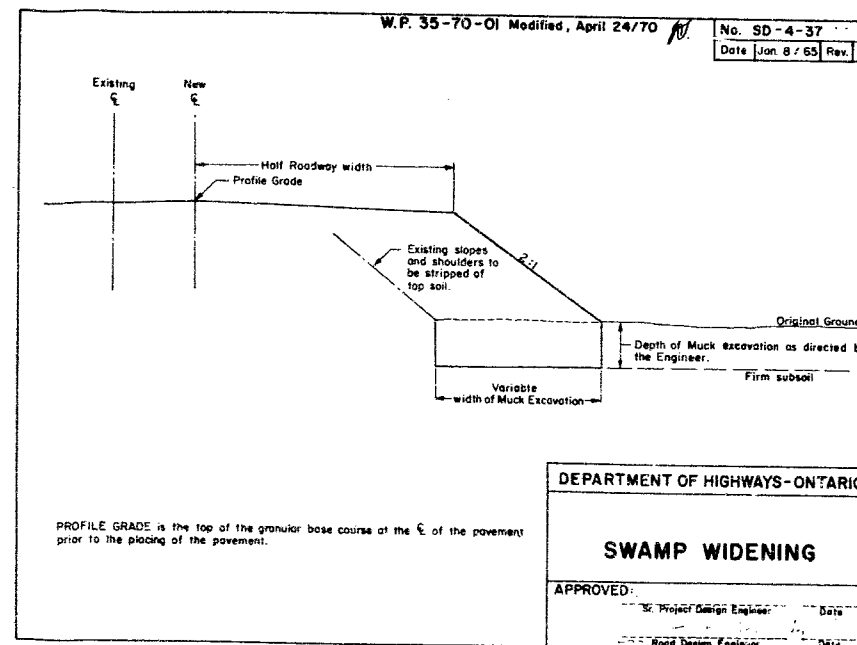 W.P. 35-70-01 Modified, April 24/70
No. SD-4-37
Date Jan. 8/65 Rev.
Existing
℄
New
℄
Half Roadway width
Profile Grade
Existing slopes
and shoulders to
be stripped of
top soil.
2:1
Original Ground
Depth of Muck excavation as directed b
the Engineer.
Firm subsoil
Variable
width of Muck Excavation
PROFILE GRADE is the top of the granular base course at the ℄ of the pavement
prior to the placing of the pavement.
DEPARTMENT OF HIGHWAYS-ONTARIO
SWAMP WIDENING
APPROVED:
Sr. Project Design Engineer Date
Road Design Engineer Date